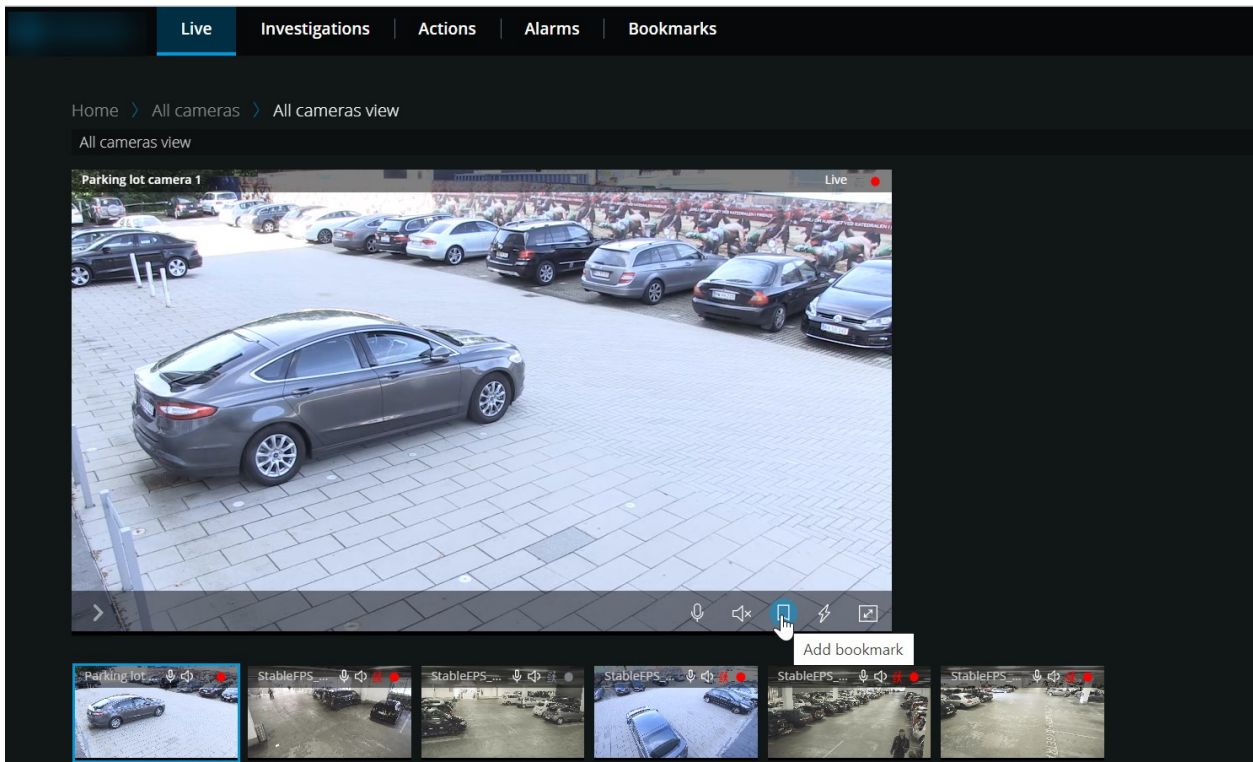 Live Investigations Actions Alarms Bookmarks
Home > All cameras > All cameras view
All cameras view
Parking lot camera 1 Live
Add bookmark
Parking lot ... StableFPS_... StableFPS_... StableFPS_... StableFPS_... StableFPS_...